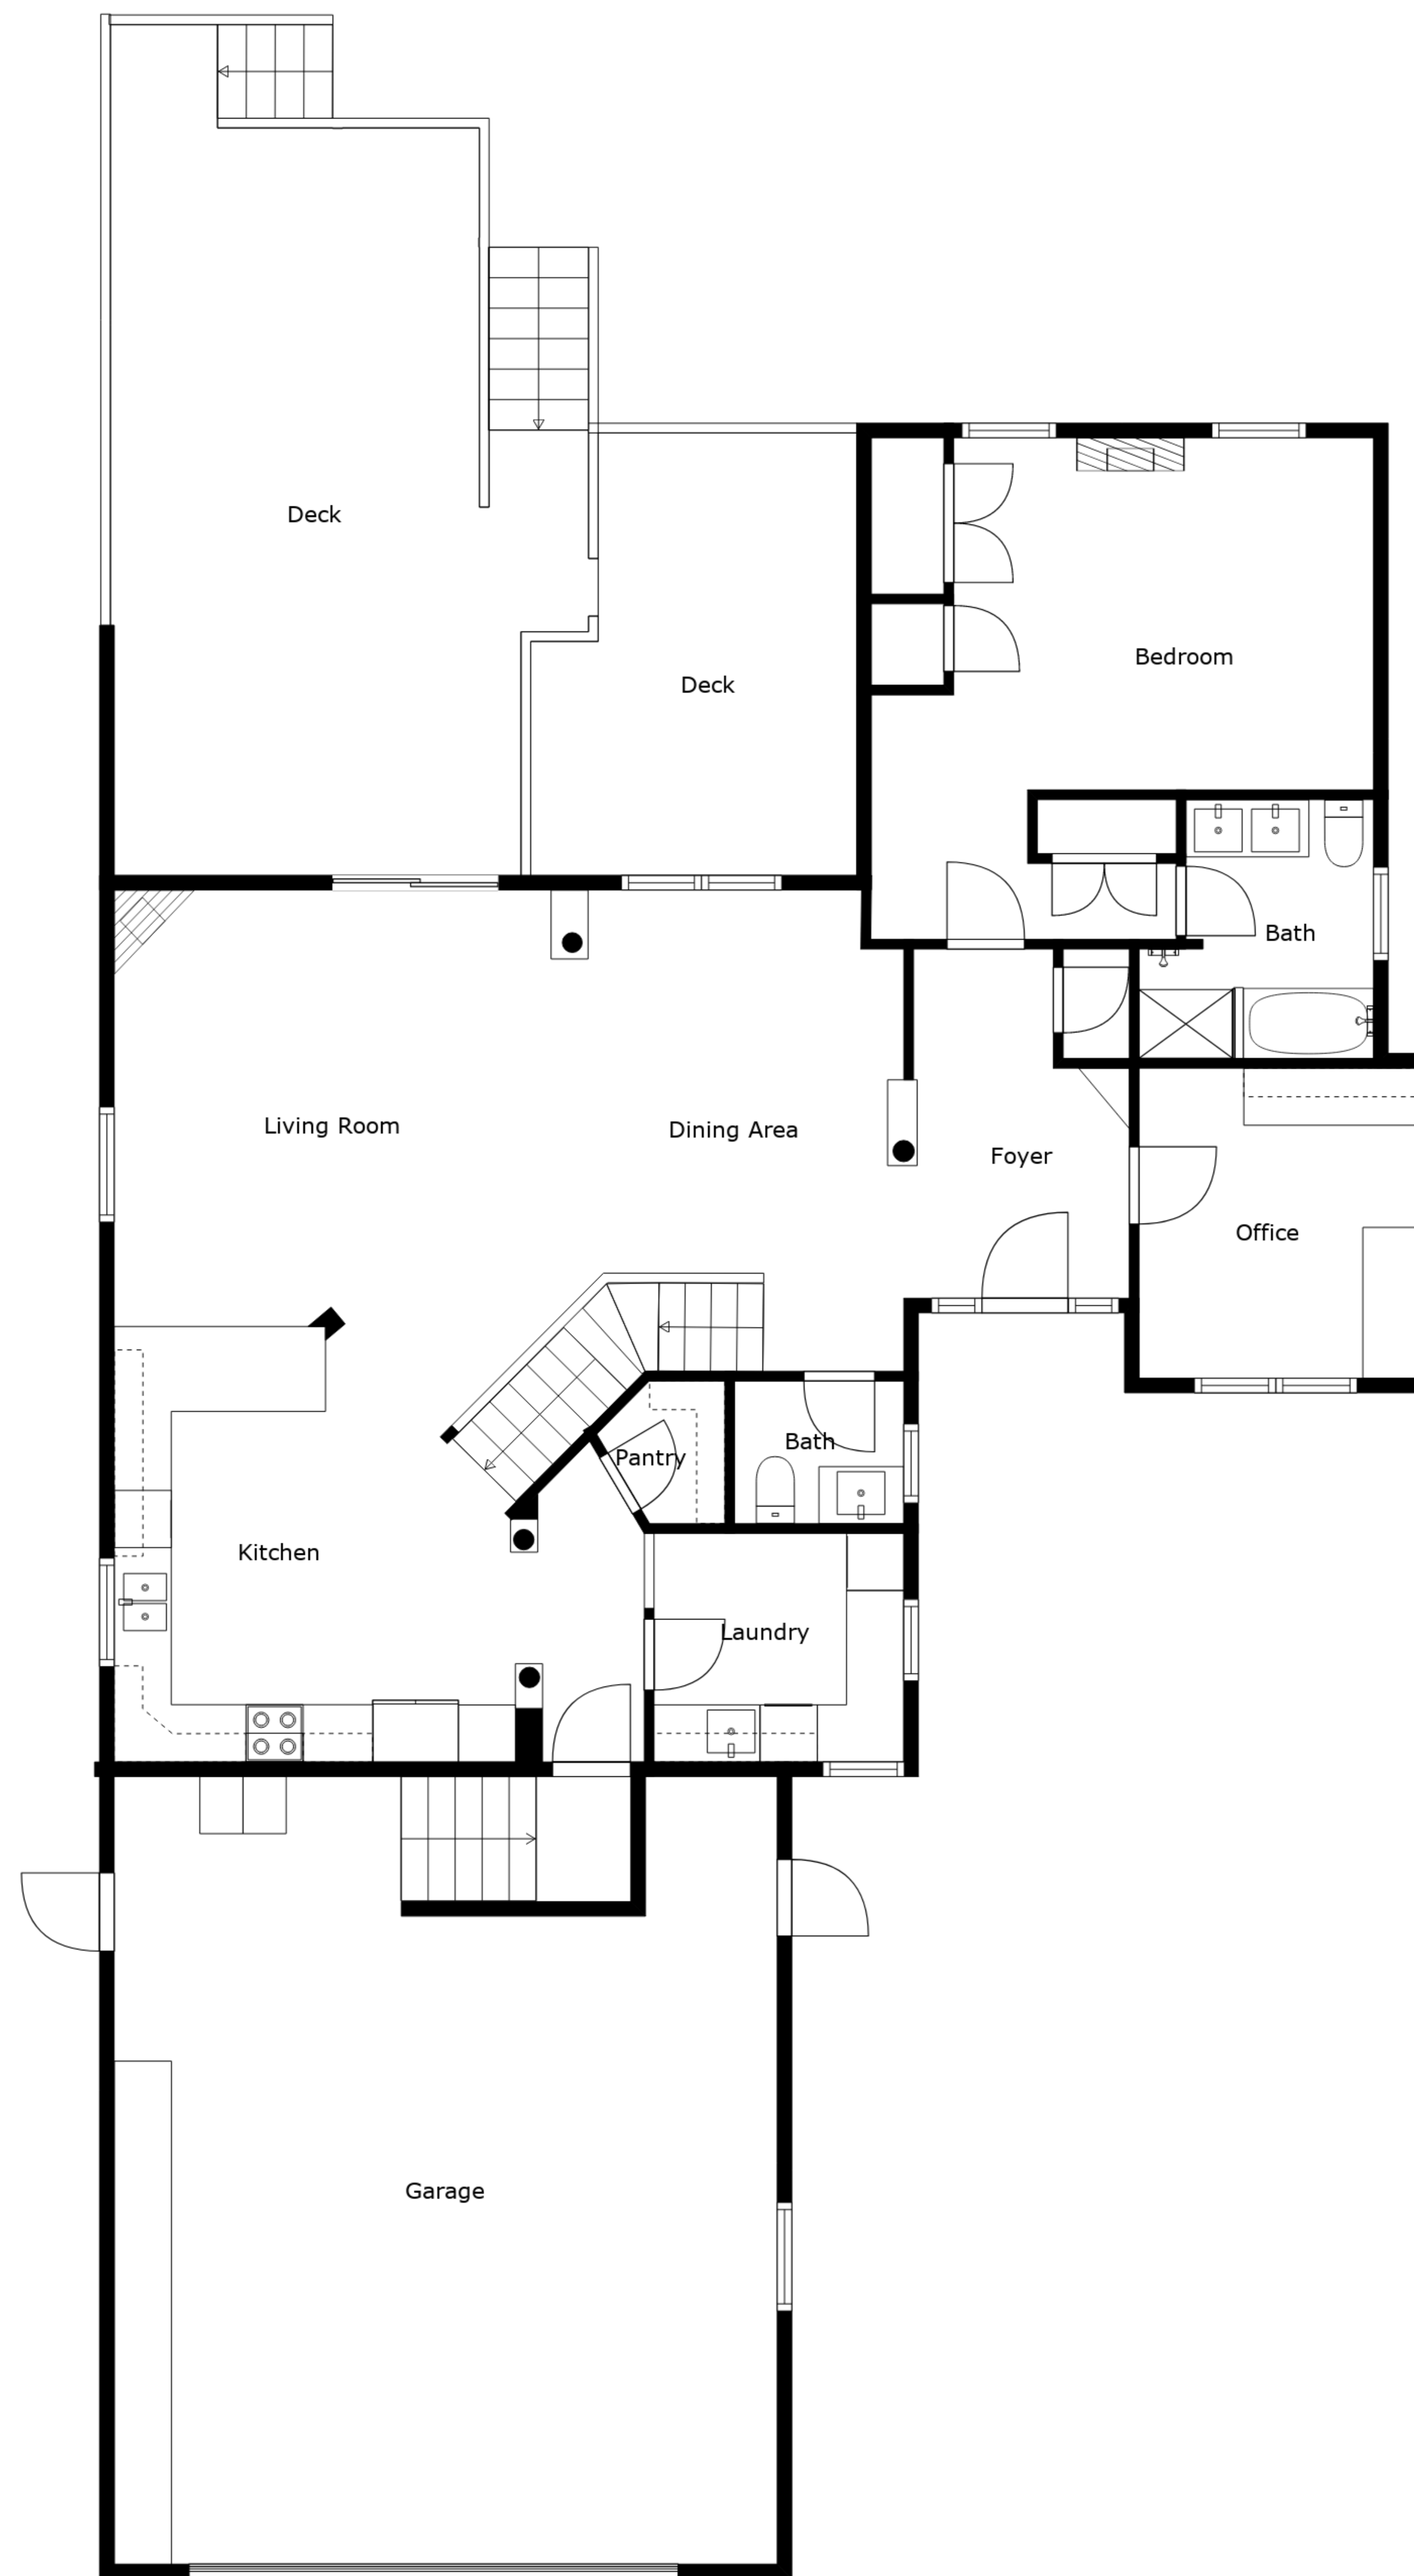 Deck
Bedroom
Deck
Bath
Living Room
Dining Area
Foyer
Office
Bath
Pantry
Kitchen
Laundry
Garage